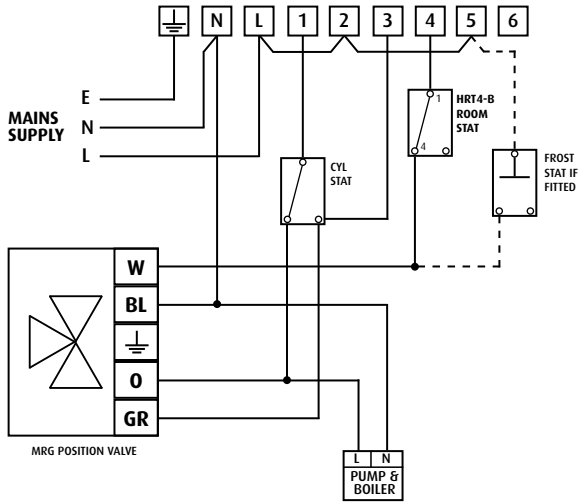 N L 1 2 3 4 5 6
E
MAINS
SUPPLY
N
L
1
4
HRT4-B
ROOM
STAT
CYL
STAT
FROST
STAT IF
FITTED
W
BL
O
GR
MRG POSITION VALVE
L N
PUMP &
BOILER